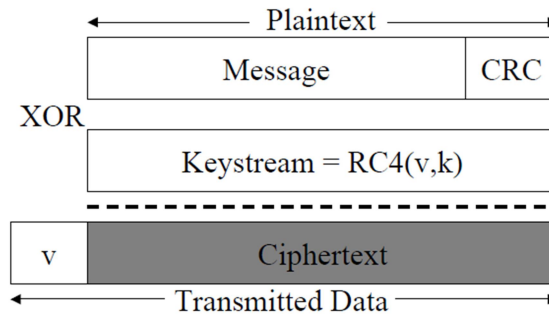 Plaintext
Message CRC
XOR
Keystream = RC4(v,k)
v Ciphertext
Transmitted Data